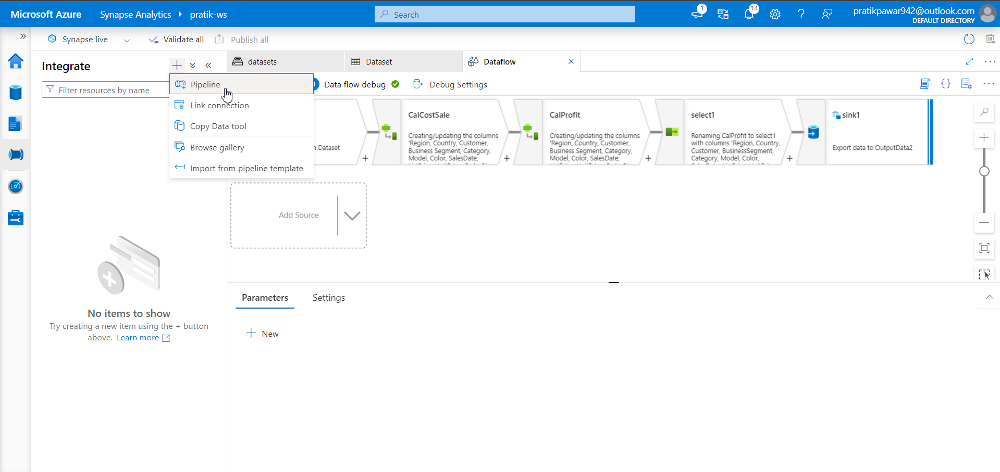 Microsoft Azure
Synapse Analytics
pratik-ws
Search
1
14
pratikpawar942@outlook.com
DEFAULT DIRECTORY
Synapse live
Validate all
Publish all
Integrate
datasets
Dataset
Dataflow
Filter resources by name
Pipeline
Link connection
Copy Data tool
Browse gallery
Import from pipeline template
Data flow debug
Debug Settings
Dataset
+
CalCostSale
Creating/updating the columns
'Region, Country, Customer,
Business Segment, Category,
Model, Color, SalesDate,
+
CalProfit
Creating/updating the columns
'Region, Country, Customer,
Business Segment, Category,
Model, Color, SalesDate,
+
select1
Renaming CalProfit to select1
with columns 'Region, Country,
Customer, BusinessSegment,
Category, Model, Color,
+
sink1
Export data to OutputData2
Add Source
No items to show
Try creating a new item using the + button
above. Learn more
Parameters
Settings
New